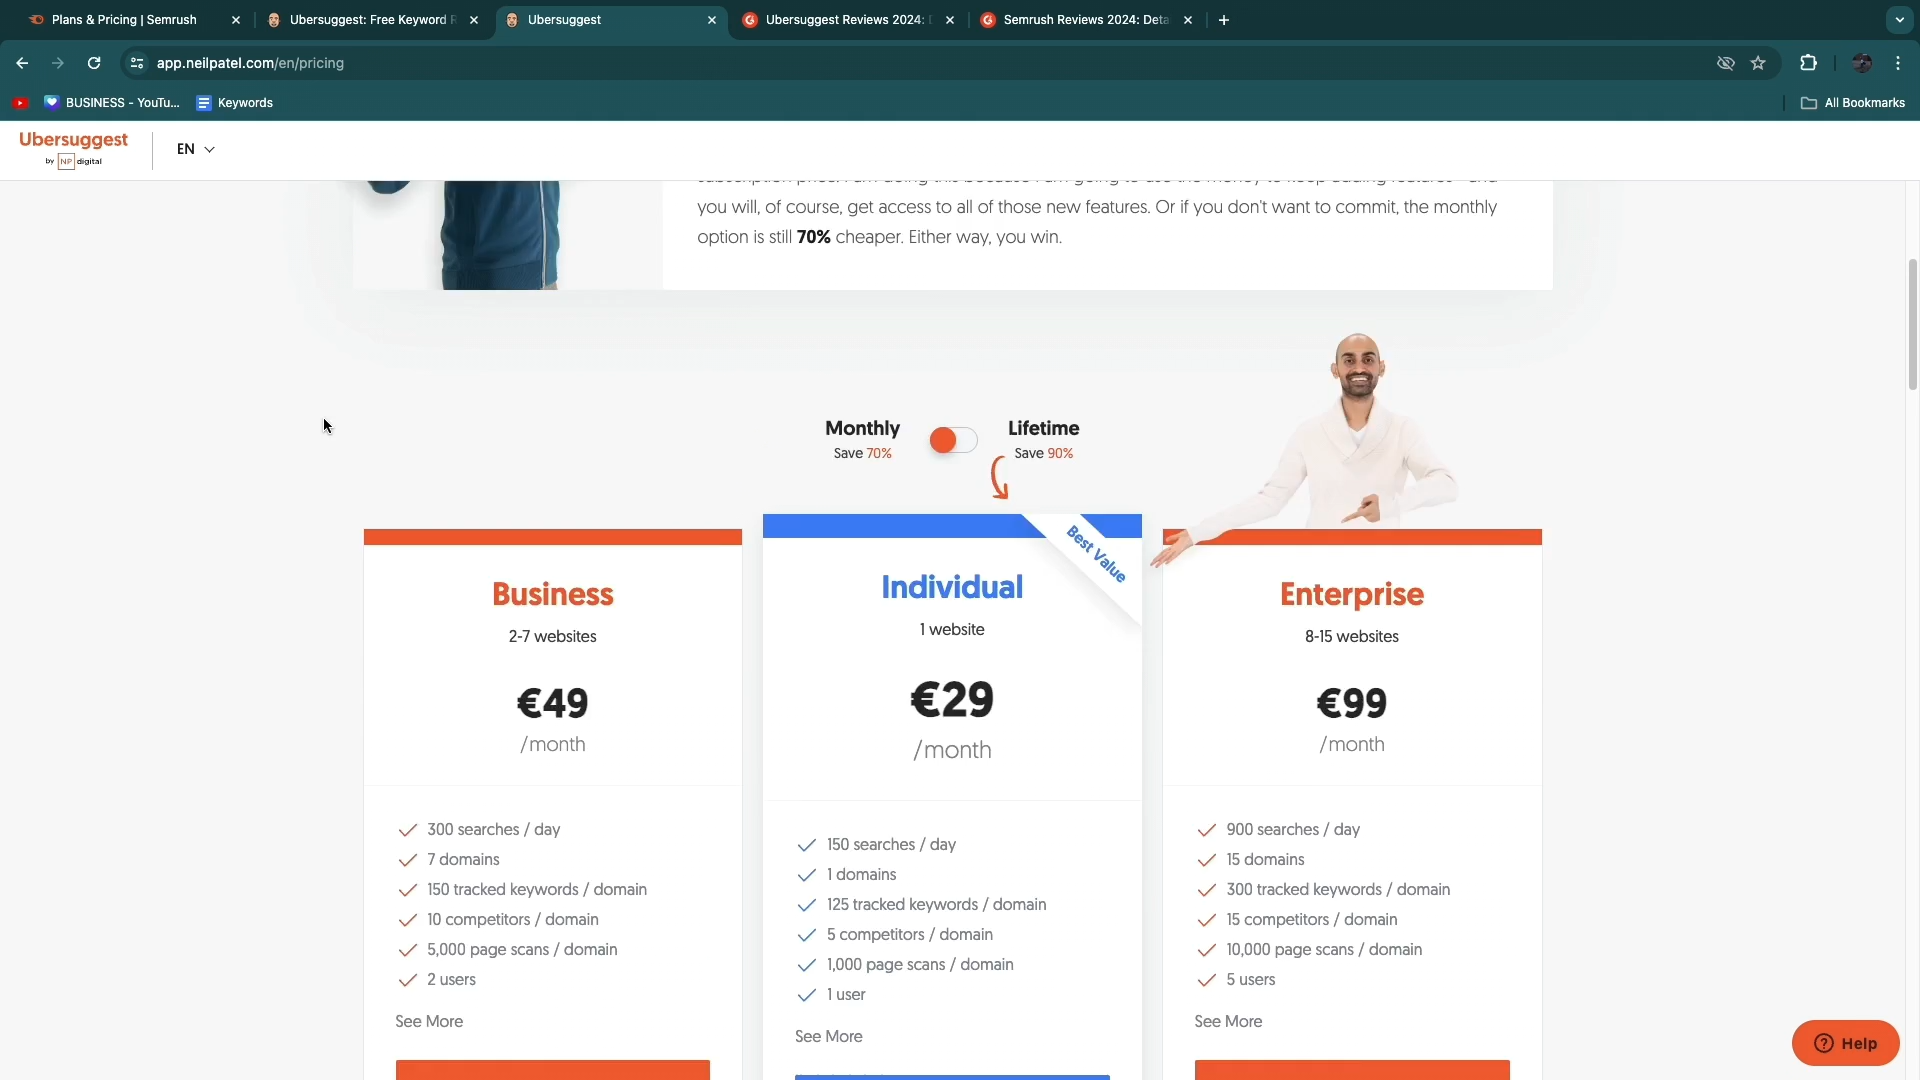 Plans & Pricing | Semrush
Ubersuggest: Free Keyword R
Ubersuggest
Ubersuggest Reviews 2024: D
Semrush Reviews 2024: Deta
app.neilpatel.com/en/pricing
BUSINESS - YouTu...
Keywords
All Bookmarks
Ubersuggest
by NP digital
EN
you will, of course, get access to all of those new features. Or if you don't want to commit, the monthly
option is still 70% cheaper. Either way, you win.
Monthly
Save 70%
Lifetime
Save 90%
Business
2-7 websites
€49
/month
300 searches / day
7 domains
150 tracked keywords / domain
10 competitors / domain
5,000 page scans / domain
2 users
See More
Best Value
Individual
1 website
€29
/month
150 searches / day
1 domains
125 tracked keywords / domain
5 competitors / domain
1,000 page scans / domain
1 user
See More
Enterprise
8-15 websites
€99
/month
900 searches / day
15 domains
300 tracked keywords / domain
15 competitors / domain
10,000 page scans / domain
5 users
See More
Help